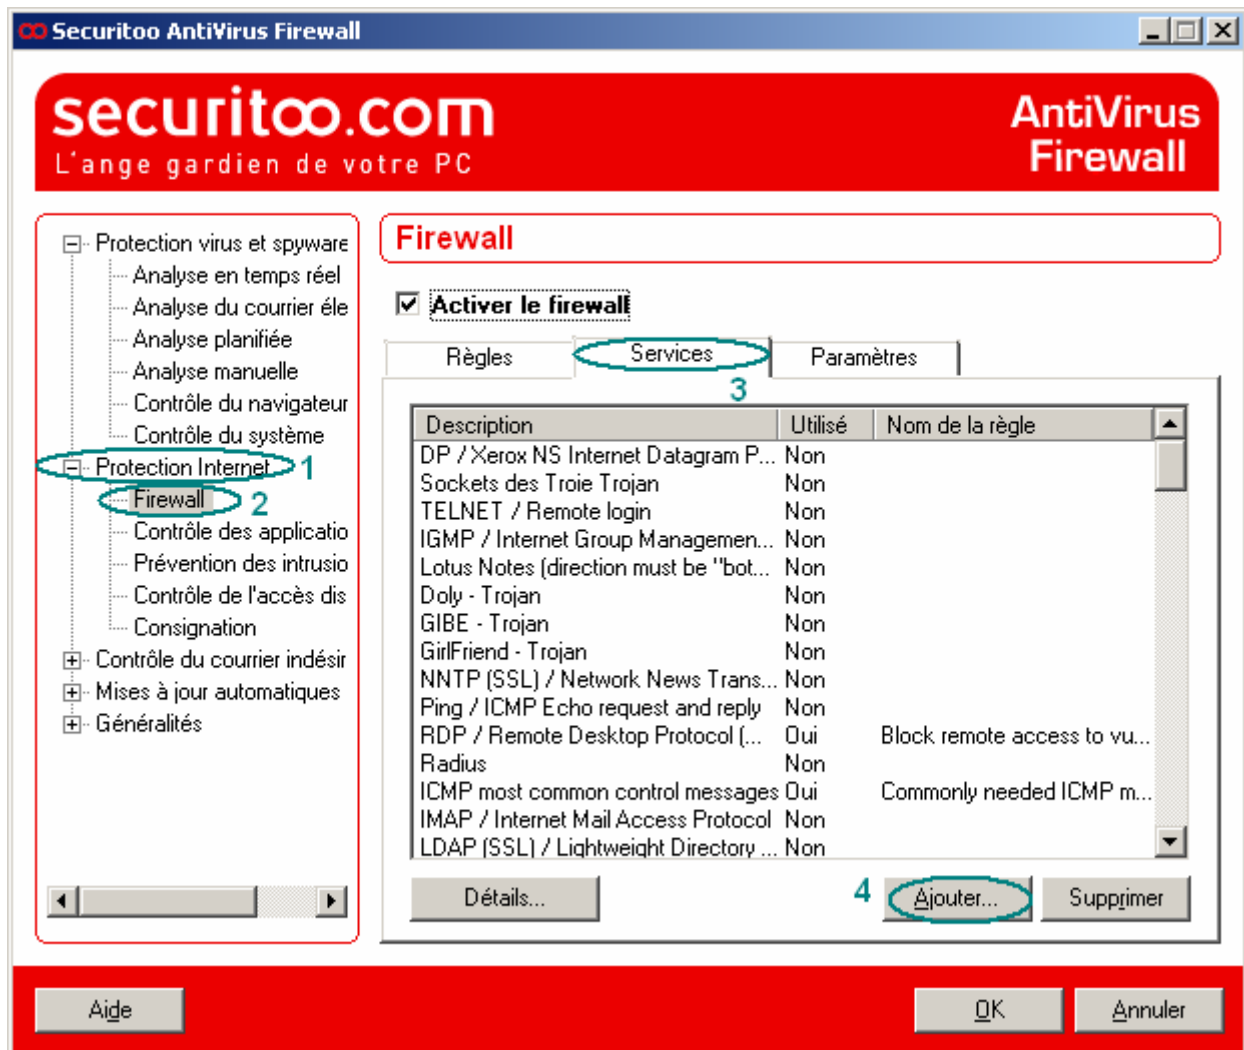 Securitoo AntiVirus Firewall
securitoo.com
L'ange gardien de votre PC
AntiVirus
Firewall
Protection virus et spyware
Analyse en temps réel
Analyse du courrier éle
Analyse planifiée
Analyse manuelle
Contrôle du navigateur
Contrôle du système
Protection Internet 1
Firewall 2
Contrôle des applicatio
Prévention des intrusio
Contrôle de l'accès dis
Consignation
Contrôle du courrier indésir
Mises à jour automatiques
Généralités
Firewall
Activer le firewall
Règles Services Paramètres
3
Description Utilisé Nom de la règle
DP / Xerox NS Internet Datagram P... Non
Sockets des Troie Trojan Non
TELNET / Remote login Non
IGMP / Internet Group Managemen... Non
Lotus Notes (direction must be "bot... Non
Doly - Trojan Non
GIBE - Trojan Non
GirlFriend - Trojan Non
NNTP (SSL) / Network News Trans... Non
Ping / ICMP Echo request and reply Non
RDP / Remote Desktop Protocol (... Oui Block remote access to vu...
Radius Non
ICMP most common control messages Oui Commonly needed ICMP m...
IMAP / Internet Mail Access Protocol Non
LDAP (SSL) / Lightweight Directory ... Non
Détails... 4 Ajouter... Supprimer
Aide OK Annuler